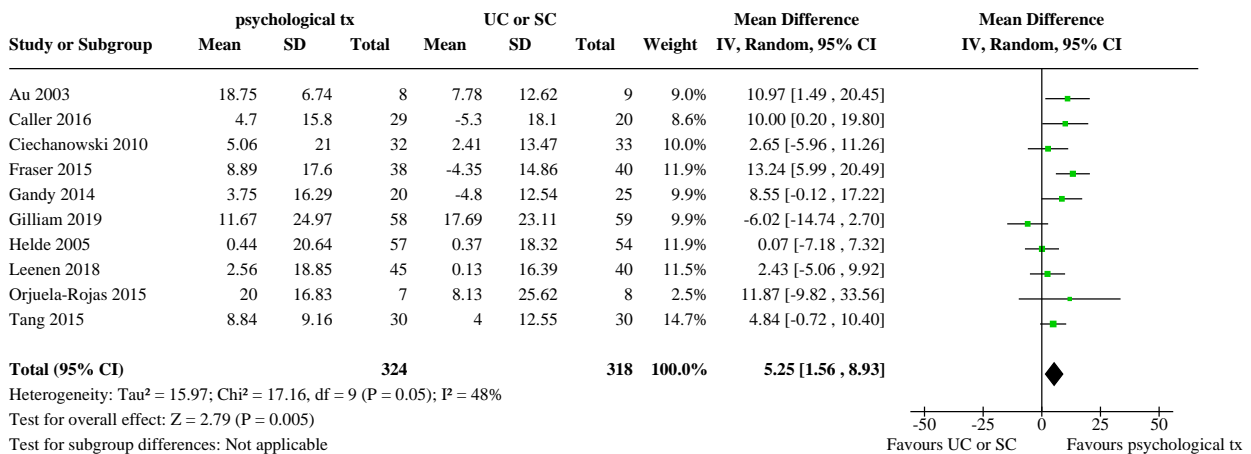 psychological tx UC or SC Mean Difference Mean Difference
Study or Subgroup Mean SD Total Mean SD Total Weight IV, Random, 95% CI IV, Random, 95% CI
Au 2003 18.75 6.74 8 7.78 12.62 9 9.0% 10.97 [1.49 , 20.45]
Caller 2016 4.7 15.8 29 -5.3 18.1 20 8.6% 10.00 [0.20 , 19.80]
Ciechanowski 2010 5.06 21 32 2.41 13.47 33 10.0% 2.65 [-5.96 , 11.26]
Fraser 2015 8.89 17.6 38 -4.35 14.86 40 11.9% 13.24 [5.99 , 20.49]
Gandy 2014 3.75 16.29 20 -4.8 12.54 25 9.9% 8.55 [-0.12 , 17.22]
Gilliam 2019 11.67 24.97 58 17.69 23.11 59 9.9% -6.02 [-14.74 , 2.70]
Helde 2005 0.44 20.64 57 0.37 18.32 54 11.9% 0.07 [-7.18 , 7.32]
Leenen 2018 2.56 18.85 45 0.13 16.39 40 11.5% 2.43 [-5.06 , 9.92]
Orjuela-Rojas 2015 20 16.83 7 8.13 25.62 8 2.5% 11.87 [-9.82 , 33.56]
Tang 2015 8.84 9.16 30 4 12.55 30 14.7% 4.84 [-0.72 , 10.40]
Total (95% CI) 324 318 100.0% 5.25 [1.56 , 8.93]
Heterogeneity: Tau² = 15.97; Chi² = 17.16, df = 9 (P = 0.05); I² = 48%
Test for overall effect: Z = 2.79 (P = 0.005)
Test for subgroup differences: Not applicable
-50 -25 0 25 50
Favours UC or SC Favours psychological tx